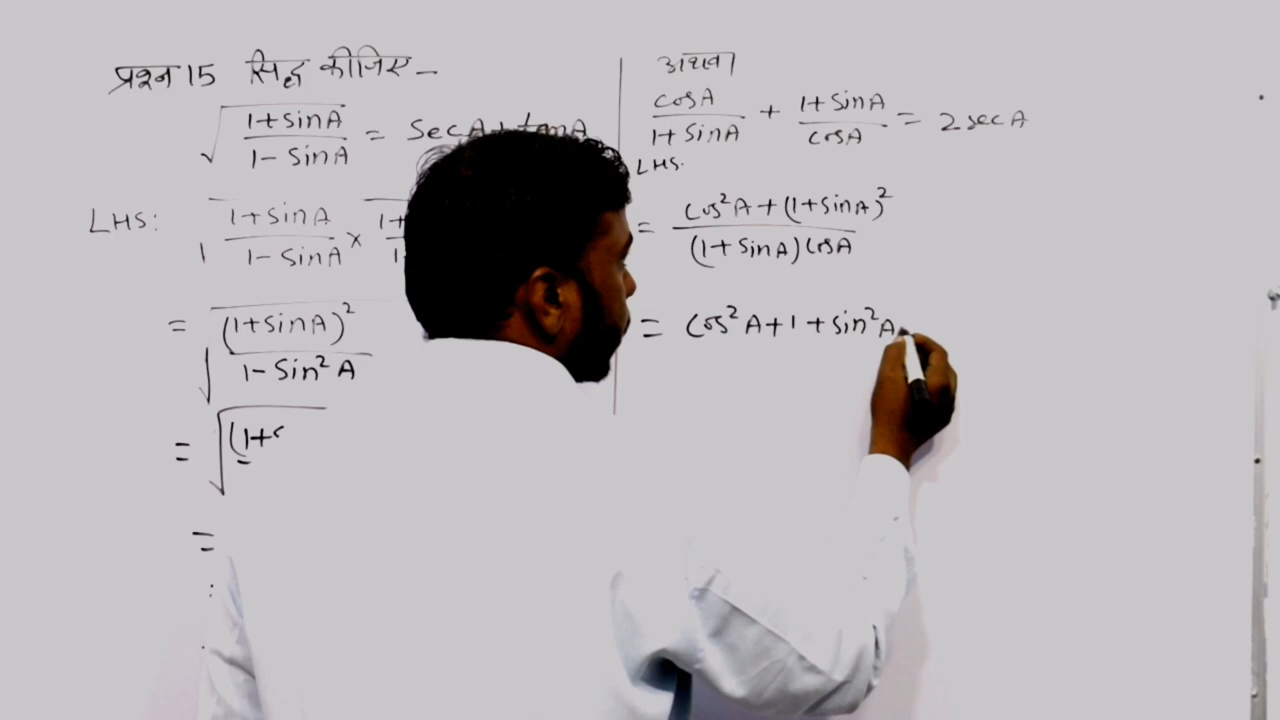 प्रश्न 15 सिद्ध कीजिए -
√(1+sinA)/(1-sinA) = SecA+tanA
LHS: √(1+sinA)/(1-sinA) × 1+
= √(1+sinA)²/(1-Sin²A)
= √(1+
=
अथवा
cosA/(1+sinA) + (1+sinA)/cosA = 2secA
LHS.
= (cos²A+(1+sinA)²)/((1+sinA)cosA)
= cos²A+1+sin²A